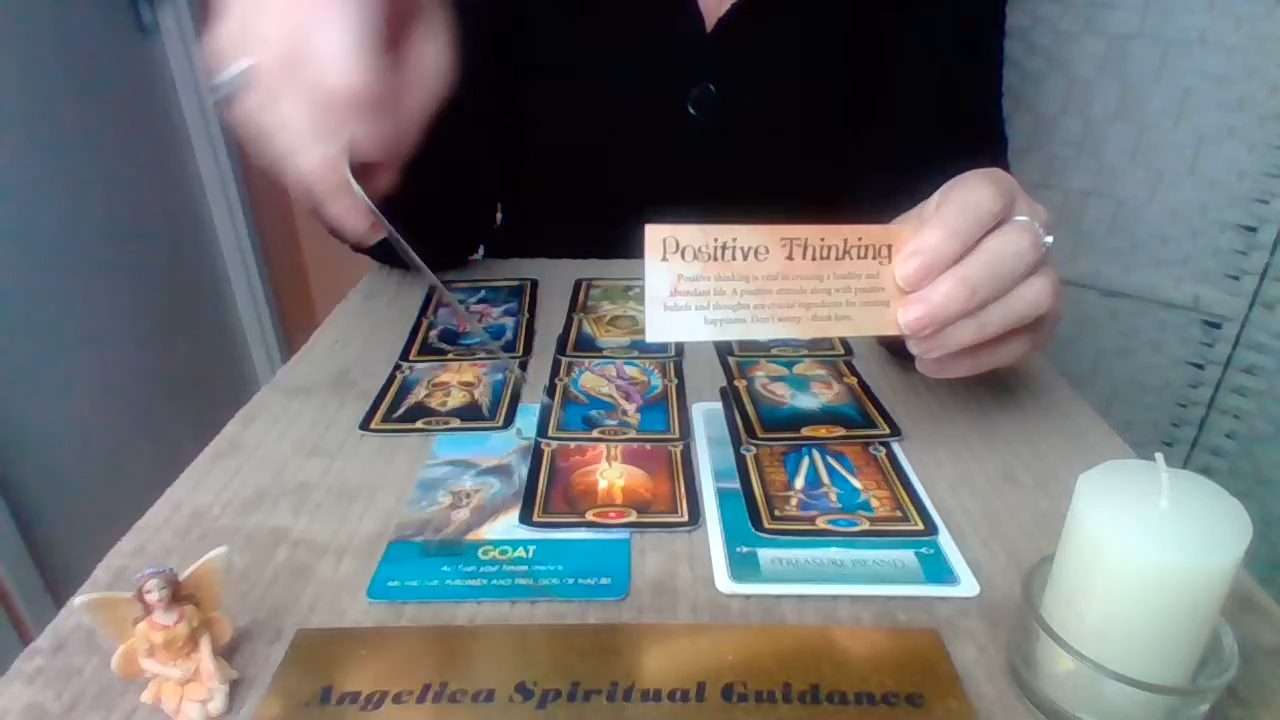 Positive Thinking
Positive thinking is vital in creating a healthy and
abundant life. A positive attitude along with positive
beliefs and thoughts are crucial ingredients for creating
happiness. Don't worry - think love.
GOAT
TREASURE ISLAND
Angelica Spiritual Guidance